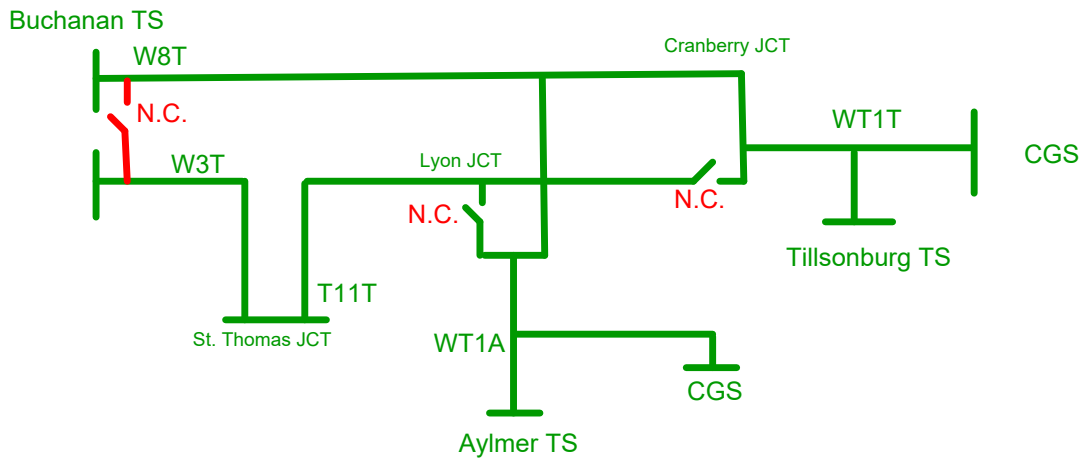 Buchanan TS
W8T
Cranberry JCT
N.C.
WT1T
CGS
W3T
Lyon JCT
N.C.
N.C.
Tillsonburg TS
T11T
St. Thomas JCT
WT1A
CGS
Aylmer TS